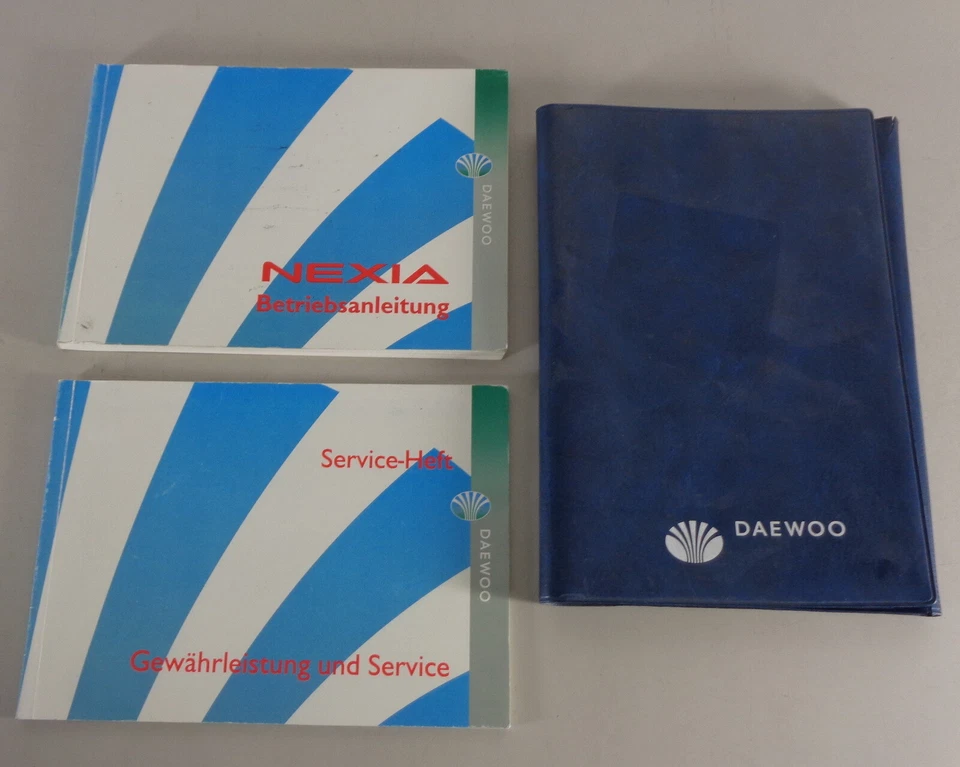 NEXIA
Betriebsanleitung
DAEWOO
Service-Heft
DAEWOO
Gewährleistung und Service
DAEWOO